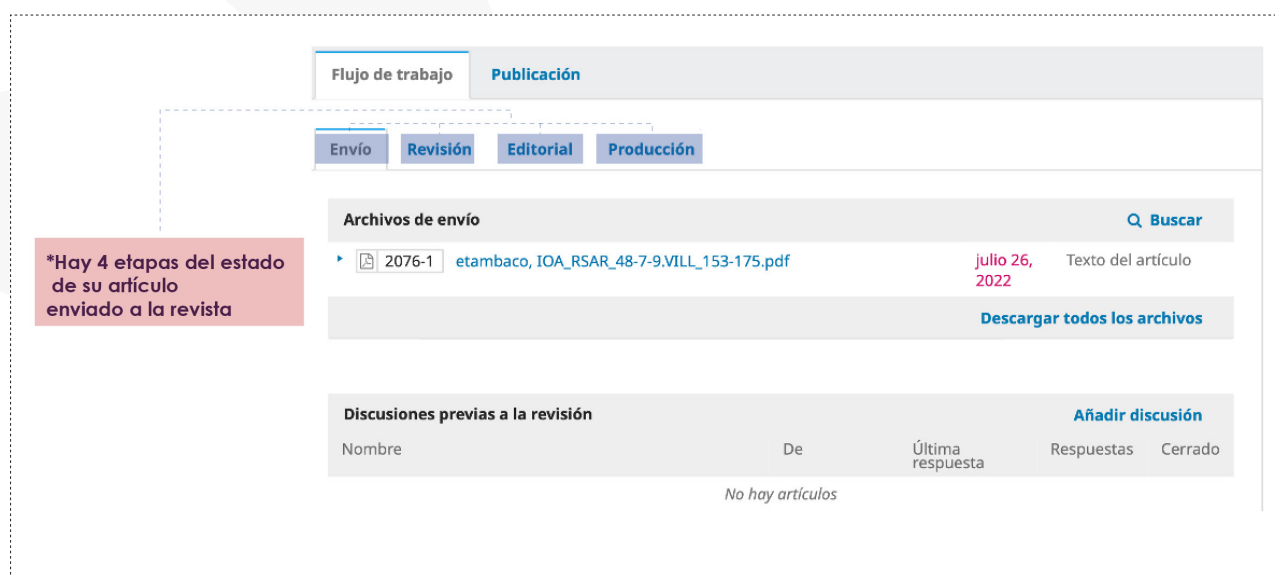 Flujo de trabajo Publicación
Envío Revisión Editorial Producción
Archivos de envío Buscar
*Hay 4 etapas del estado
de su artículo
enviado a la revista
2076-1 etambaco, IOA_RSAR_48-7-9.VILL_153-175.pdf julio 26, Texto del artículo
2022
Descargar todos los archivos
Discusiones previas a la revisión Añadir discusión
Nombre De Última Respuestas Cerrado
respuesta
No hay artículos